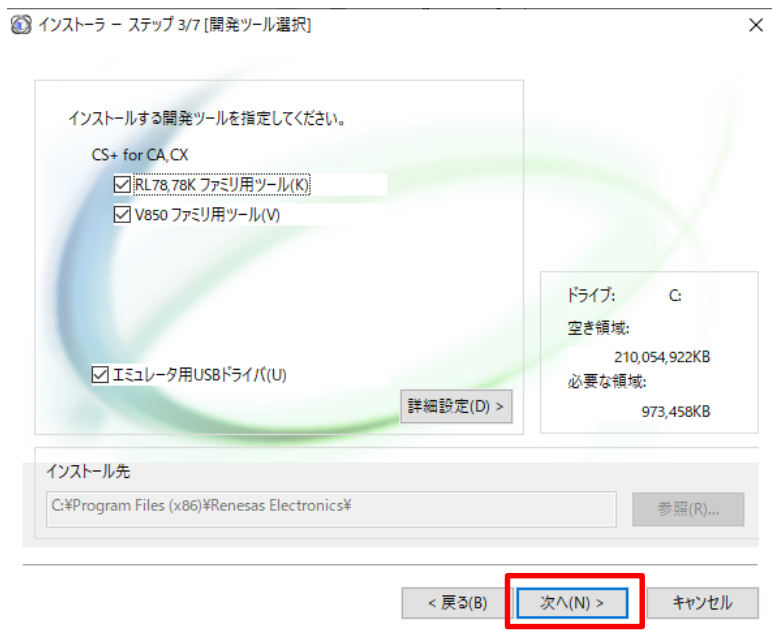 インストーラ － ステップ 3/7 [開発ツール選択]
インストールする開発ツールを指定してください。
CS+ for CA,CX
RL78,78K ファミリ用ツール(K)
V850 ファミリ用ツール(V)
エミュレータ用USBドライバ(U)
詳細設定(D) >
ドライブ: C:
空き領域:
210,054,922KB
必要な領域:
973,458KB
インストール先
C:¥Program Files (x86)¥Renesas Electronics¥
参照(R)...
< 戻る(B) 次へ(N) > キャンセル